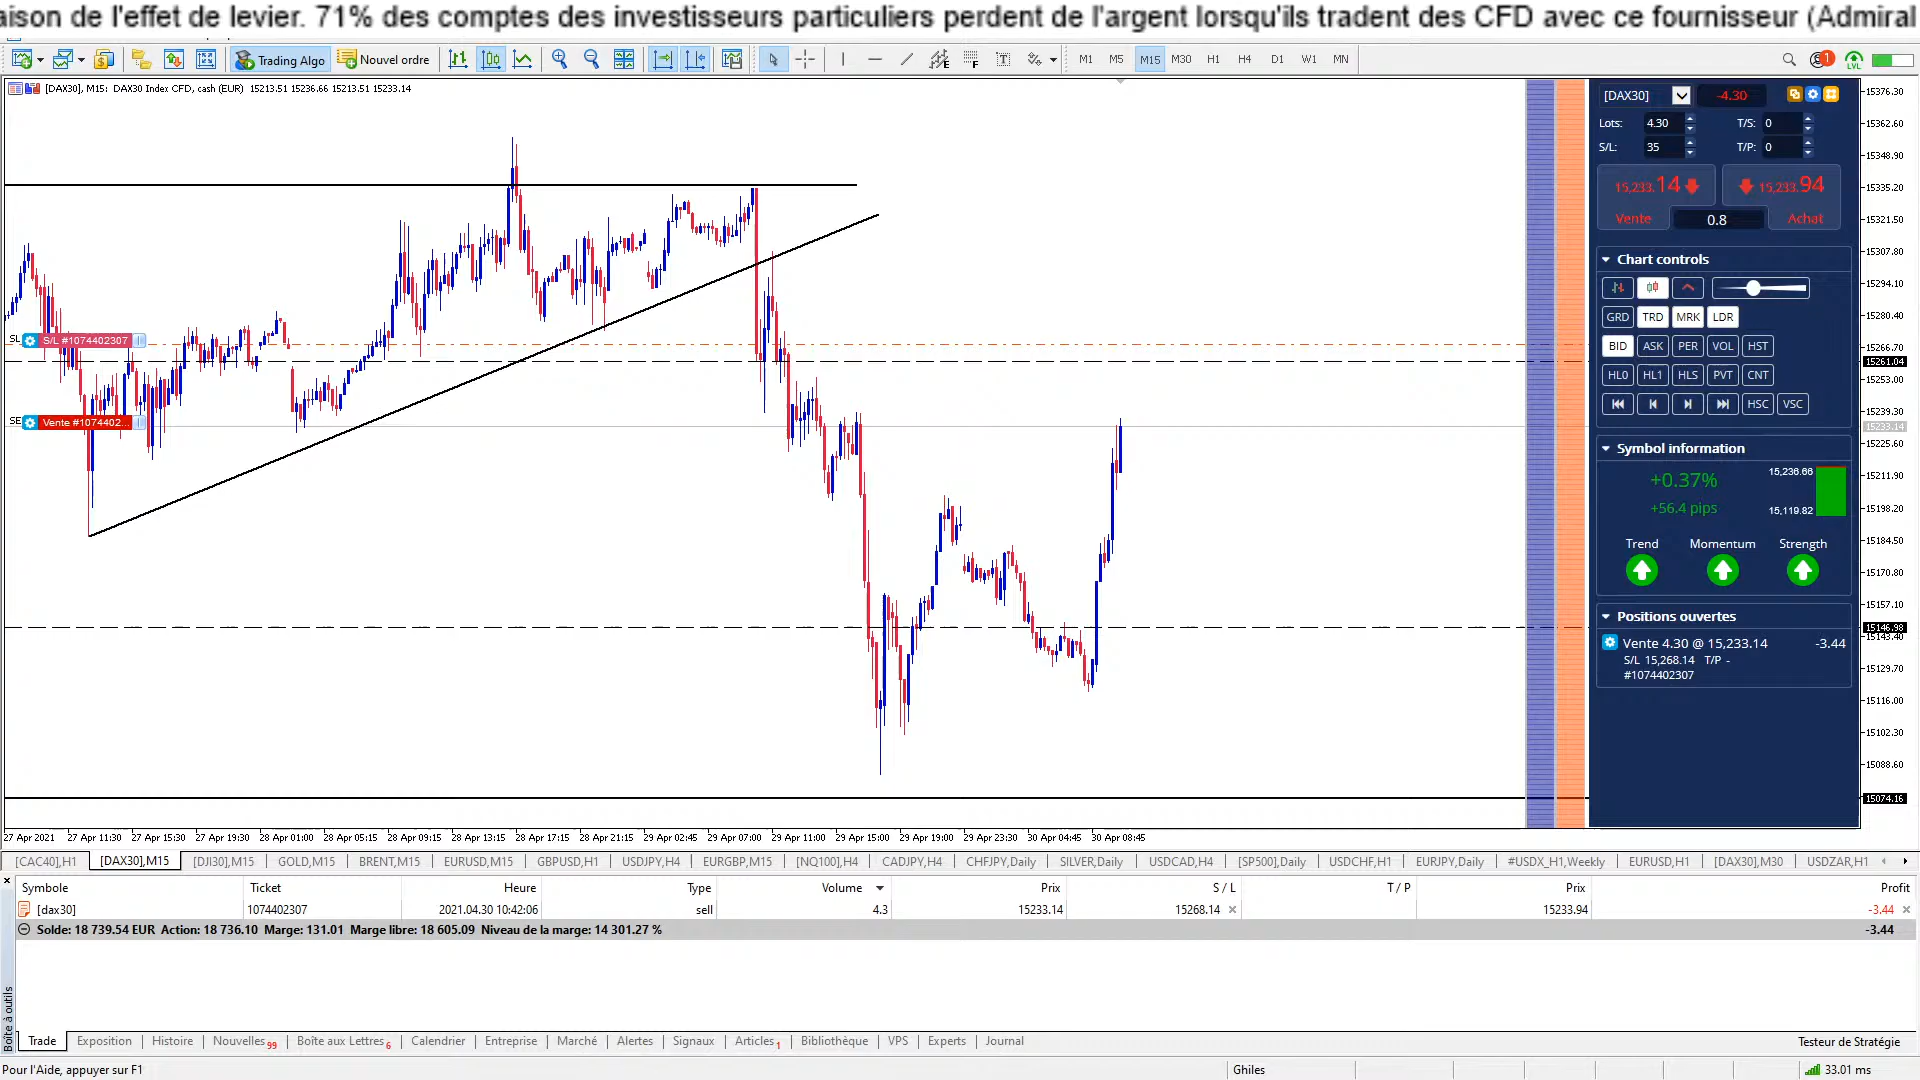 aison de l'effet de levier. 71% des comptes des investisseurs particuliers perdent de l'argent lorsqu'ils tradent des CFD avec ce fournisseur (Admiral
Trading Algo Nouvel ordre M1 M5 M15 M30 H1 H4 D1 W1 MN 1 LVL
[DAX30], M15: DAX30 Index CFD, cash (EUR) 15213.51 15236.66 15213.51 15233.14
15376.30
15362.60
15348.90
15335.20
15321.50
15307.80
15294.10
15280.40
15266.70
15261.04
15253.00
15239.30
15233.14
15225.60
15211.90
15198.20
15184.50
15170.80
15157.10
15146.98
15143.40
15129.70
15116.00
15102.30
15088.60
15074.16
SL S/L #1074402307
SE Vente #1074402...
27 Apr 2021 27 Apr 11:30 27 Apr 15:30 27 Apr 19:30 28 Apr 01:00 28 Apr 05:15 28 Apr 09:15 28 Apr 13:15 28 Apr 17:15 28 Apr 21:15 29 Apr 02:45 29 Apr 07:00 29 Apr 11:00 29 Apr 15:00 29 Apr 19:00 29 Apr 23:30 30 Apr 04:45 30 Apr 08:45
[DAX30] -4.30
Lots: 4.30 T/S: 0
S/L: 35 T/P: 0
15,233.14 15,233.94
Vente 0.8 Achat
Chart controls
GRD TRD MRK LDR
BID ASK PER VOL HST
HL0 HL1 HLS PVT CNT
HSC VSC
Symbol information
+0.37% 15,236.66
+56.4 pips 15,119.82
Trend Momentum Strength
Positions ouvertes
Vente 4.30 @ 15,233.14 -3.44
S/L 15,268.14 T/P -
#1074402307
[CAC40],H1 [DAX30],M15 [DJI30],M15 GOLD,M15 BRENT,M15 EURUSD,M15 GBPUSD,H1 USDJPY,H4 EURGBP,M15 [NQ100],H4 CADJPY,H4 CHFJPY,Daily SILVER,Daily USDCAD,H4 [SP500],Daily USDCHF,H1 EURJPY,Daily #USDX_H1,Weekly EURUSD,H1 [DAX30],M30 USDZAR,H1
Symbole Ticket Heure Type Volume Prix S / L T / P Prix Profit
[dax30] 1074402307 2021.04.30 10:42:06 sell 4.3 15233.14 15268.14 15233.94 -3.44
Solde: 18 739.54 EUR Action: 18 736.10 Marge: 131.01 Marge libre: 18 605.09 Niveau de la marge: 14 301.27 % -3.44
Boîte à outils
Trade Exposition Histoire Nouvelles 99 Boîte aux Lettres 6 Calendrier Entreprise Marché Alertes Signaux Articles 1 Bibliothèque VPS Experts Journal Testeur de Stratégie
Pour l'Aide, appuyer sur F1 Ghiles 33.01 ms